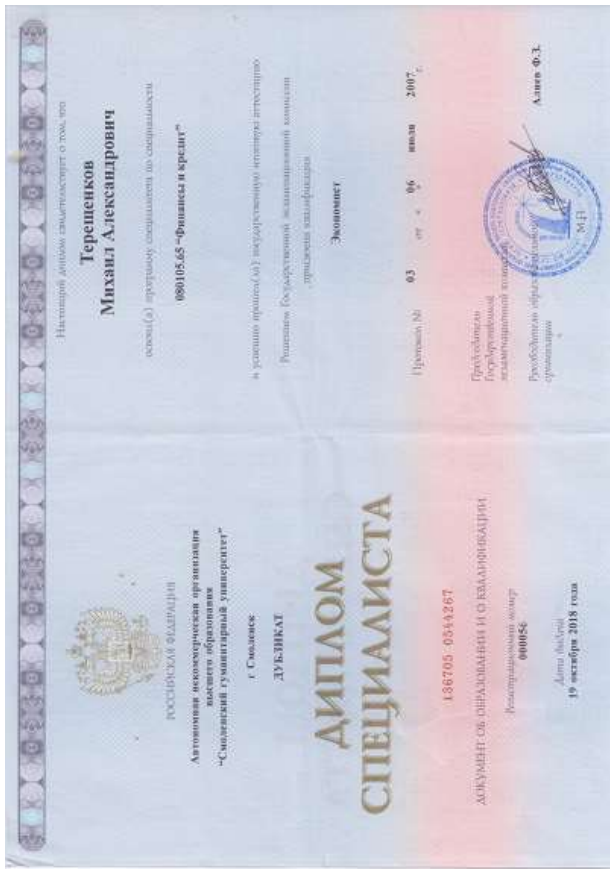 РОССИЙСКАЯ ФЕДЕРАЦИЯ
Автономная некоммерческая организация
высшего образования
"Смоленский гуманитарный университет"
г Смоленск
ДУБЛИКАТ
ДИПЛОМ
СПЕЦИАЛИСТА
136705 0544267
ДОКУМЕНТ ОБ ОБРАЗОВАНИИ И О КВАЛИФИКАЦИИ
Регистрационный номер
000056
Дата выдачи
19 октября 2018 года
Настоящий диплом свидетельствует о том, что
Терещенков
Михаил Александрович
освоил(а) программу специалитета по специальности
080105.65 "Финансы и кредит"
и успешно прошел(а) государственную итоговую аттестацию
Решением Государственной экзаменационной комиссии
присвоена квалификация
Экономист
Протокол № 03 от « 06 » июля 2007 г.
Председатель
Государственной
экзаменационной комиссии
Руководитель образовательной
организации
Алиев Ф.З.
МП